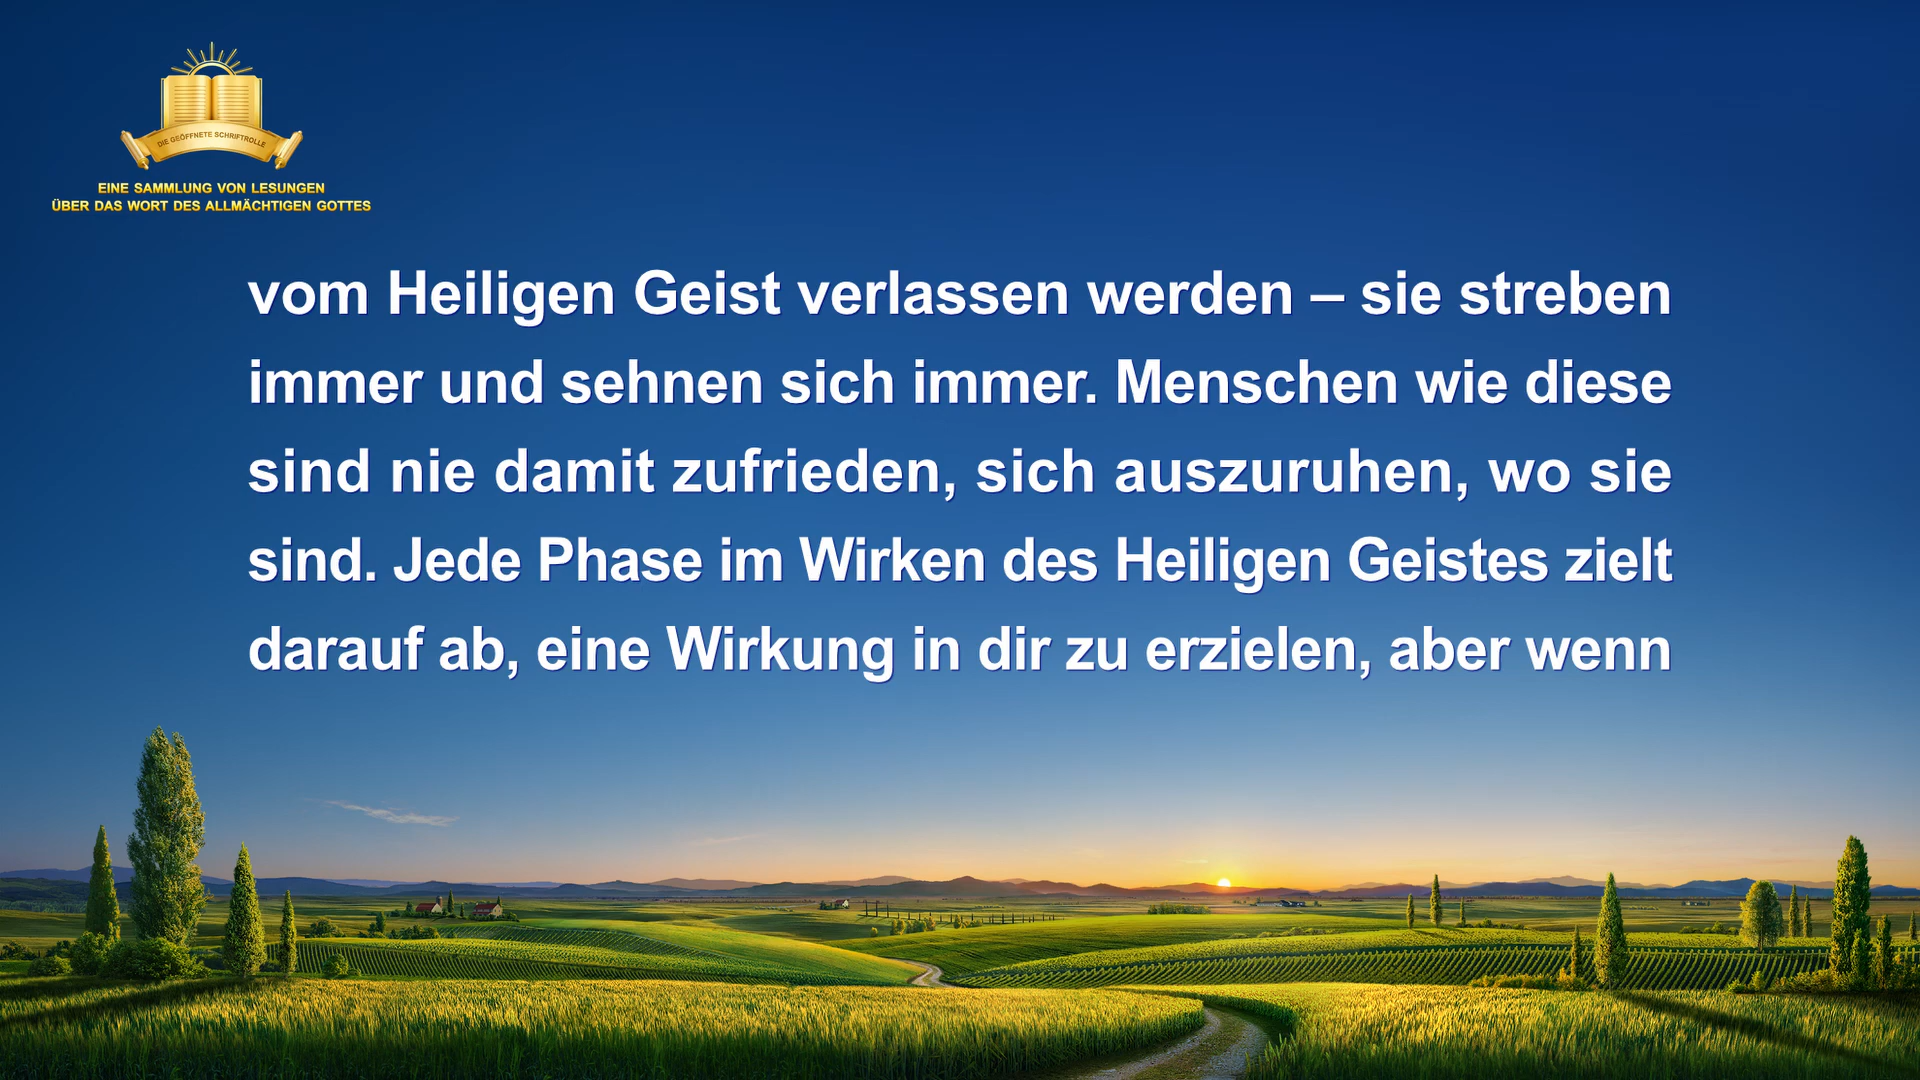 DIE GEÖFFNETE SCHRIFTROLLE
EINE SAMMLUNG VON LESUNGEN
ÜBER DAS WORT DES ALLMÄCHTIGEN GOTTES
vom Heiligen Geist verlassen werden – sie streben
immer und sehnen sich immer. Menschen wie diese
sind nie damit zufrieden, sich auszuruhen, wo sie
sind. Jede Phase im Wirken des Heiligen Geistes zielt
darauf ab, eine Wirkung in dir zu erzielen, aber wenn